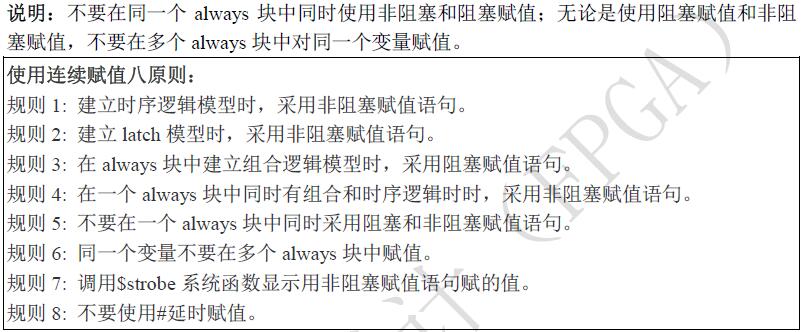 说明：不要在同一个 always 块中同时使用非阻塞和阻塞赋值；无论是使用阻塞赋值和非阻
塞赋值，不要在多个 always 块中对同一个变量赋值。
使用连续赋值八原则：
规则 1：建立时序逻辑模型时，采用非阻塞赋值语句。
规则 2：建立 latch 模型时，采用非阻塞赋值语句。
规则 3：在 always 块中建立组合逻辑模型时，采用阻塞赋值语句。
规则 4：在一个 always 块中同时有组合和时序逻辑时时，采用非阻塞赋值语句。
规则 5：不要在一个 always 块中同时采用阻塞和非阻塞赋值语句。
规则 6：同一个变量不要在多个 always 块中赋值。
规则 7：调用$strobe 系统函数显示用非阻塞赋值语句赋的值。
规则 8：不要使用#延时赋值。
计（FPGA）